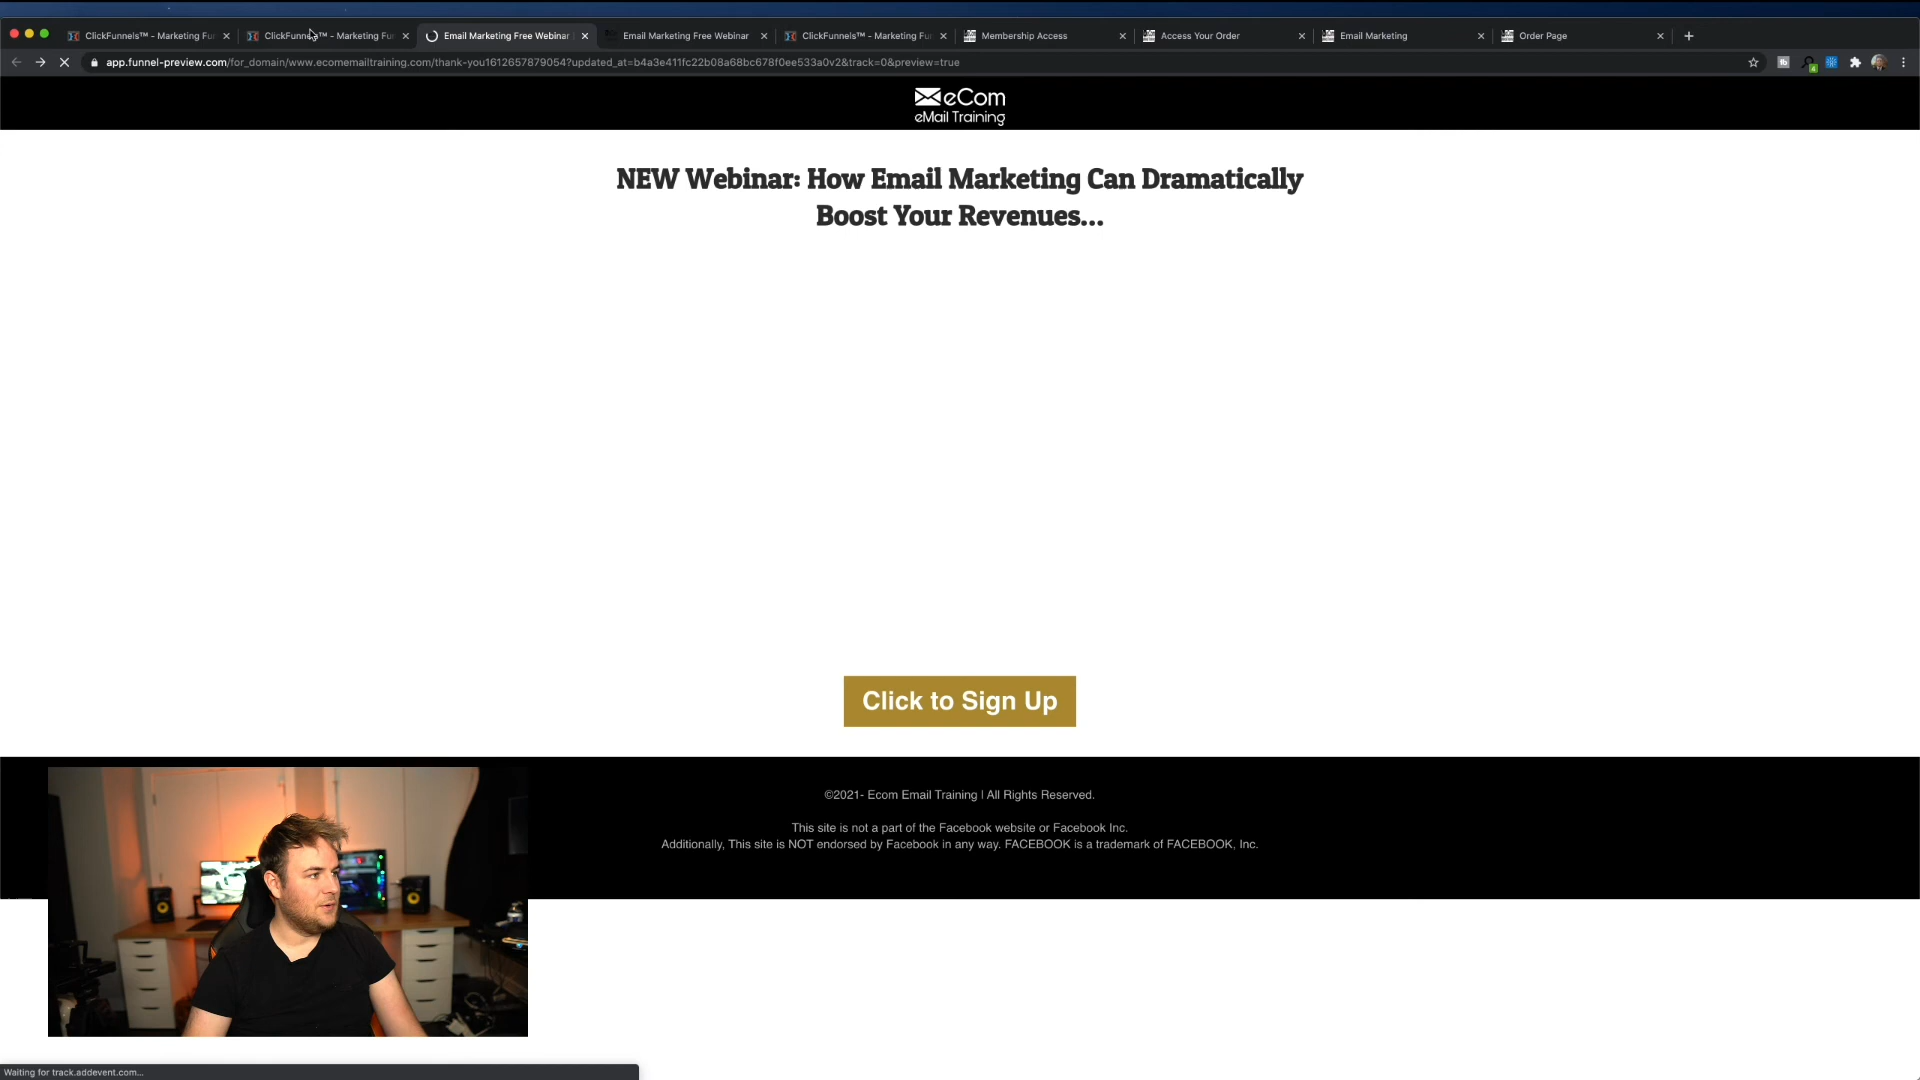 ClickFunnels™ - Marketing Fu
ClickFunnels™ - Marketing Fu
Email Marketing Free Webinar
Email Marketing Free Webinar
ClickFunnels™ - Marketing Fu
Membership Access
Access Your Order
Email Marketing
Order Page
app.funnel-preview.com/for_domain/www.ecomemailtraining.com/thank-you1612657879054?updated_at=b4a3e411fc22b08a68bc678f0ee533a0v2&track=0&preview=true
eCom
eMail Training
NEW Webinar: How Email Marketing Can Dramatically
Boost Your Revenues...
Click to Sign Up
©2021- Ecom Email Training | All Rights Reserved.
This site is not a part of the Facebook website or Facebook Inc.
Additionally, This site is NOT endorsed by Facebook in any way. FACEBOOK is a trademark of FACEBOOK, Inc.
Waiting for track.addevent.com...